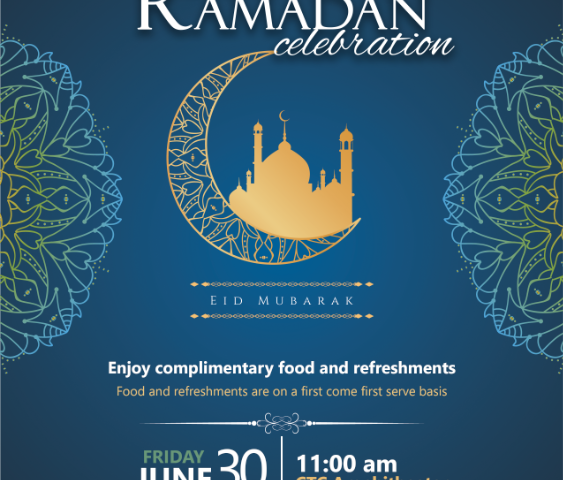 RAMADAN
celebration
EID MUBARAK
Enjoy complimentary food and refreshments
Food and refreshments are on a first come first serve basis
FRIDAY
JUNE 30
11:00 am